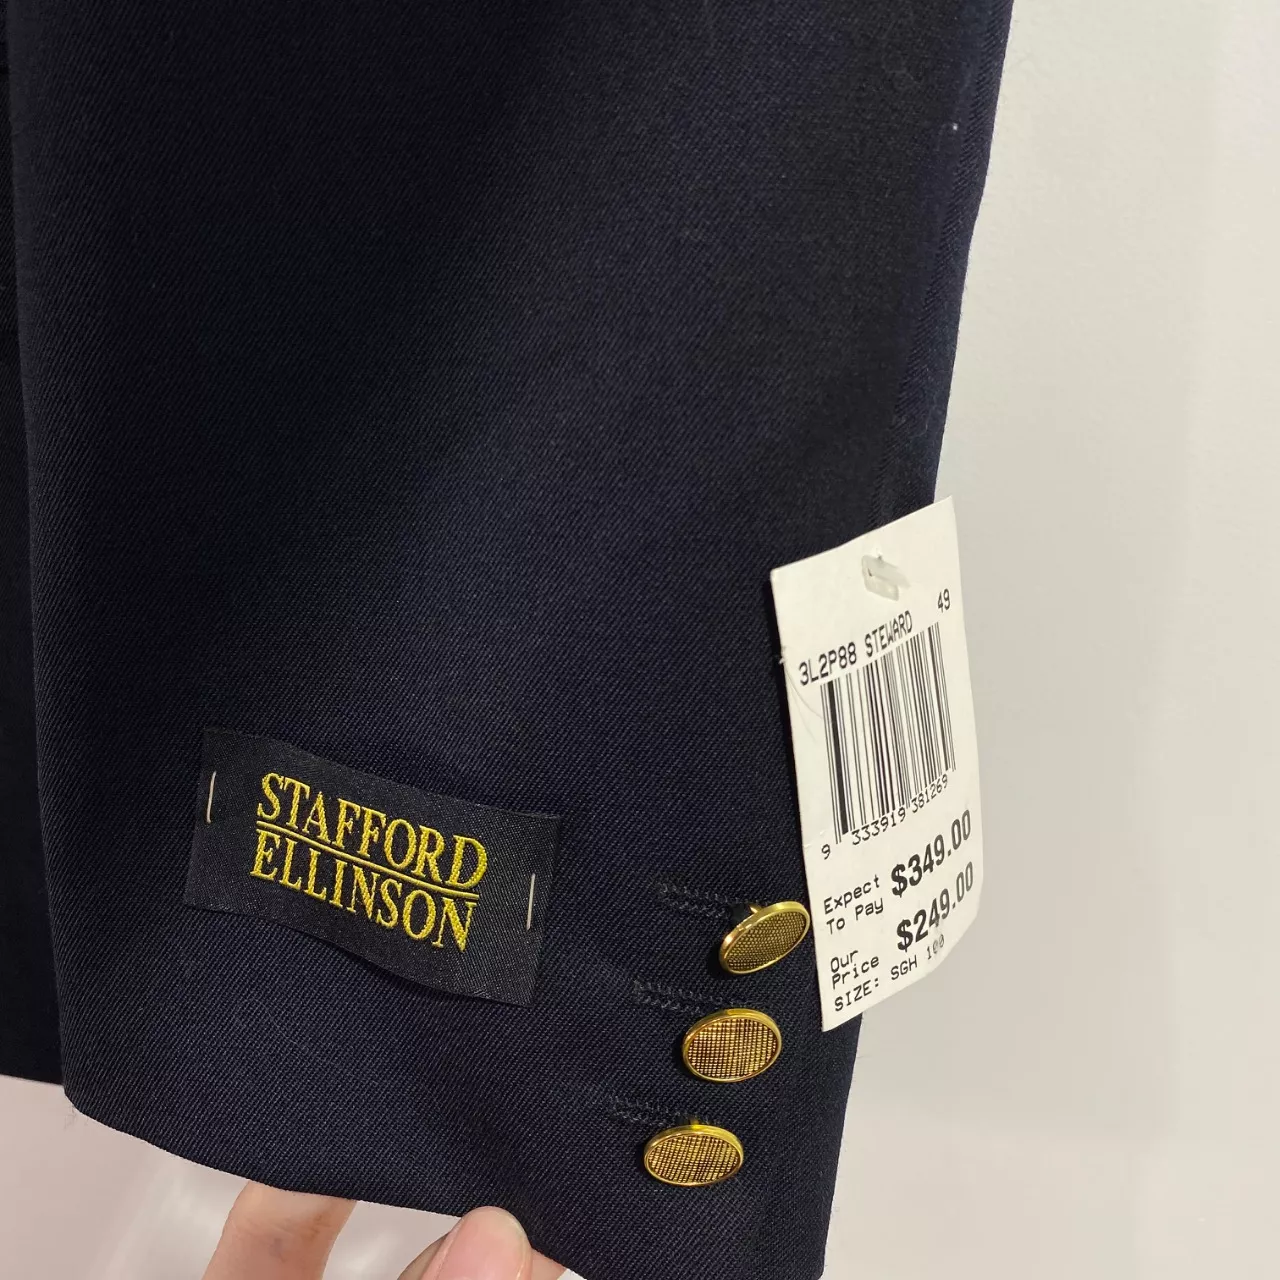 STAFFORD
ELLINSON
3L2P88 STEWARD 49
9 333919 381269
Expect To Pay $349.00
Our Price $249.00
SIZE: SGH 100